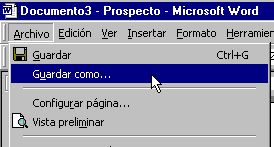 Documento3 - Prospecto - Microsoft Word
Archivo Edición Ver Insertar Formato Herramien
Guardar Ctrl+G
Guardar como...
Configurar página...
Vista preliminar